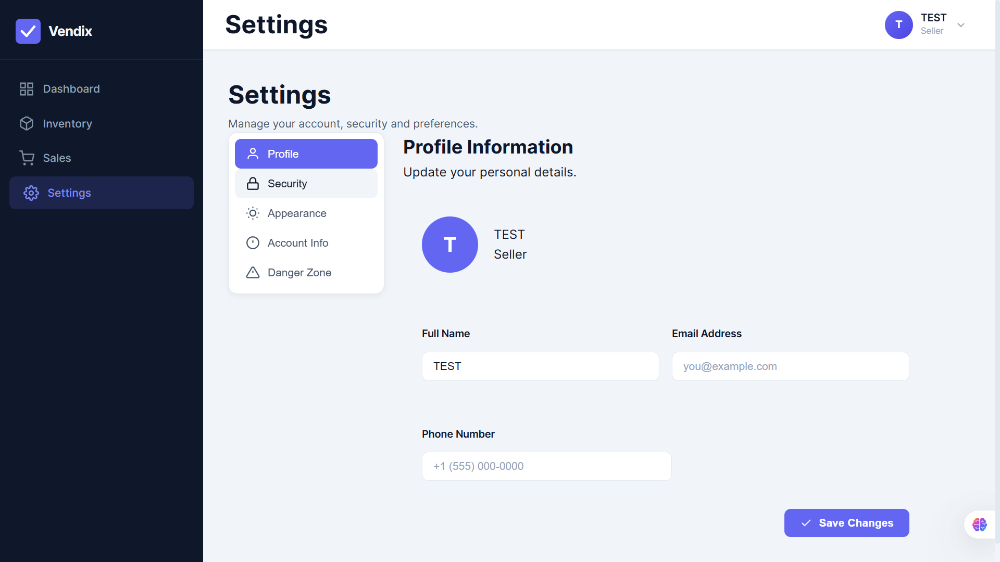 Vendix
Dashboard
Inventory
Sales
Settings
Settings
T
TEST
Seller
Settings
Manage your account, security and preferences.
Profile
Security
Appearance
Account Info
Danger Zone
Profile Information
Update your personal details.
T
TEST
Seller
Full Name
TEST
Email Address
you@example.com
Phone Number
+1 (555) 000-0000
Save Changes